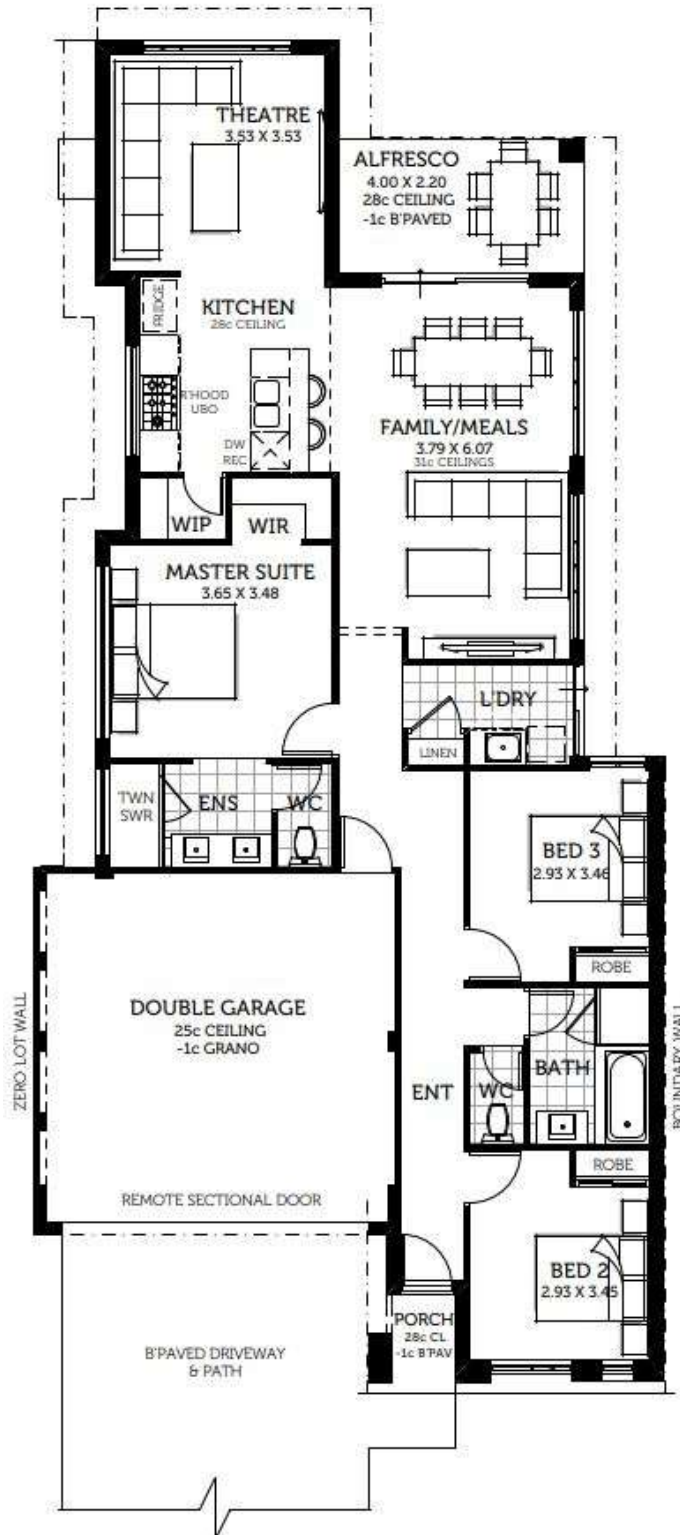 THEATRE
3.53 X 3.53
ALFRESCO
4.00 X 2.20
28c CEILING
-1c B'PAVED
FRIDGE
KITCHEN
28c CEILING
R'HOOD
UBO
DW
REC
FAMILY/MEALS
3.79 X 6.07
31c CEILINGS
WIP
WIR
MASTER SUITE
3.65 X 3.48
L'DRY
LINEN
TWN
SWR
ENS
WC
BED 3
2.93 X 3.46
ROBE
ZERO LOT WALL
DOUBLE GARAGE
25c CEILING
-1c GRANO
BOUNDARY WALL
BATH
WC
ENT
ROBE
REMOTE SECTIONAL DOOR
BED 2
2.93 X 3.45
PORCH
28c CL
-1c B'PAV
B'PAVED DRIVEWAY
& PATH